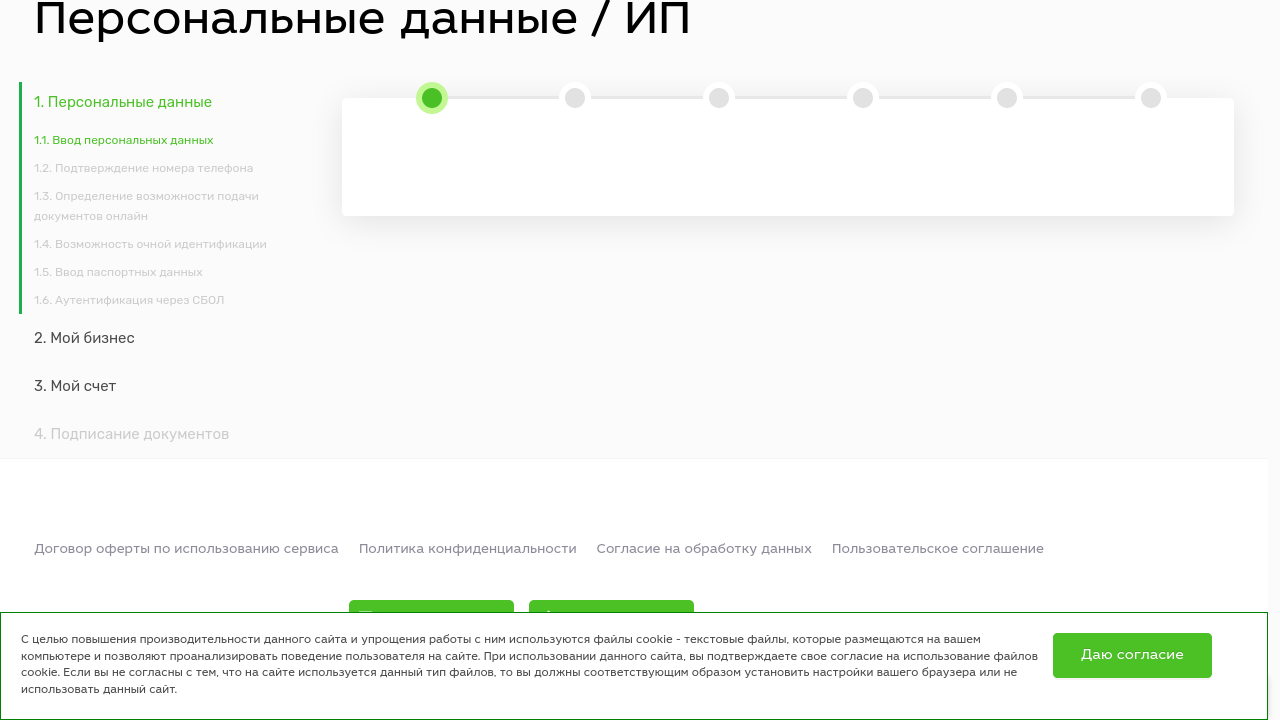 Персональные данные / ИП
1. Персональные данные
1.1. Ввод персональных данных
1.2. Подтверждение номера телефона
1.3. Определение возможности подачи
документов онлайн
1.4. Возможность очной идентификации
1.5. Ввод паспортных данных
1.6. Аутентификация через СБОЛ
2. Мой бизнес
3. Мой счет
4. Подписание документов
Договор оферты по использованию сервиса Политика конфиденциальности Согласие на обработку данных Пользовательское соглашение
С целью повышения производительности данного сайта и упрощения работы с ним используются файлы cookie - текстовые файлы, которые размещаются на вашем
компьютере и позволяют проанализировать поведение пользователя на сайте. При использовании данного сайта, вы подтверждаете свое согласие на использование файлов
cookie. Если вы не согласны с тем, что на сайте используется данный тип файлов, то вы должны соответствующим образом установить настройки вашего браузера или не
использовать данный сайт.
Даю согласие